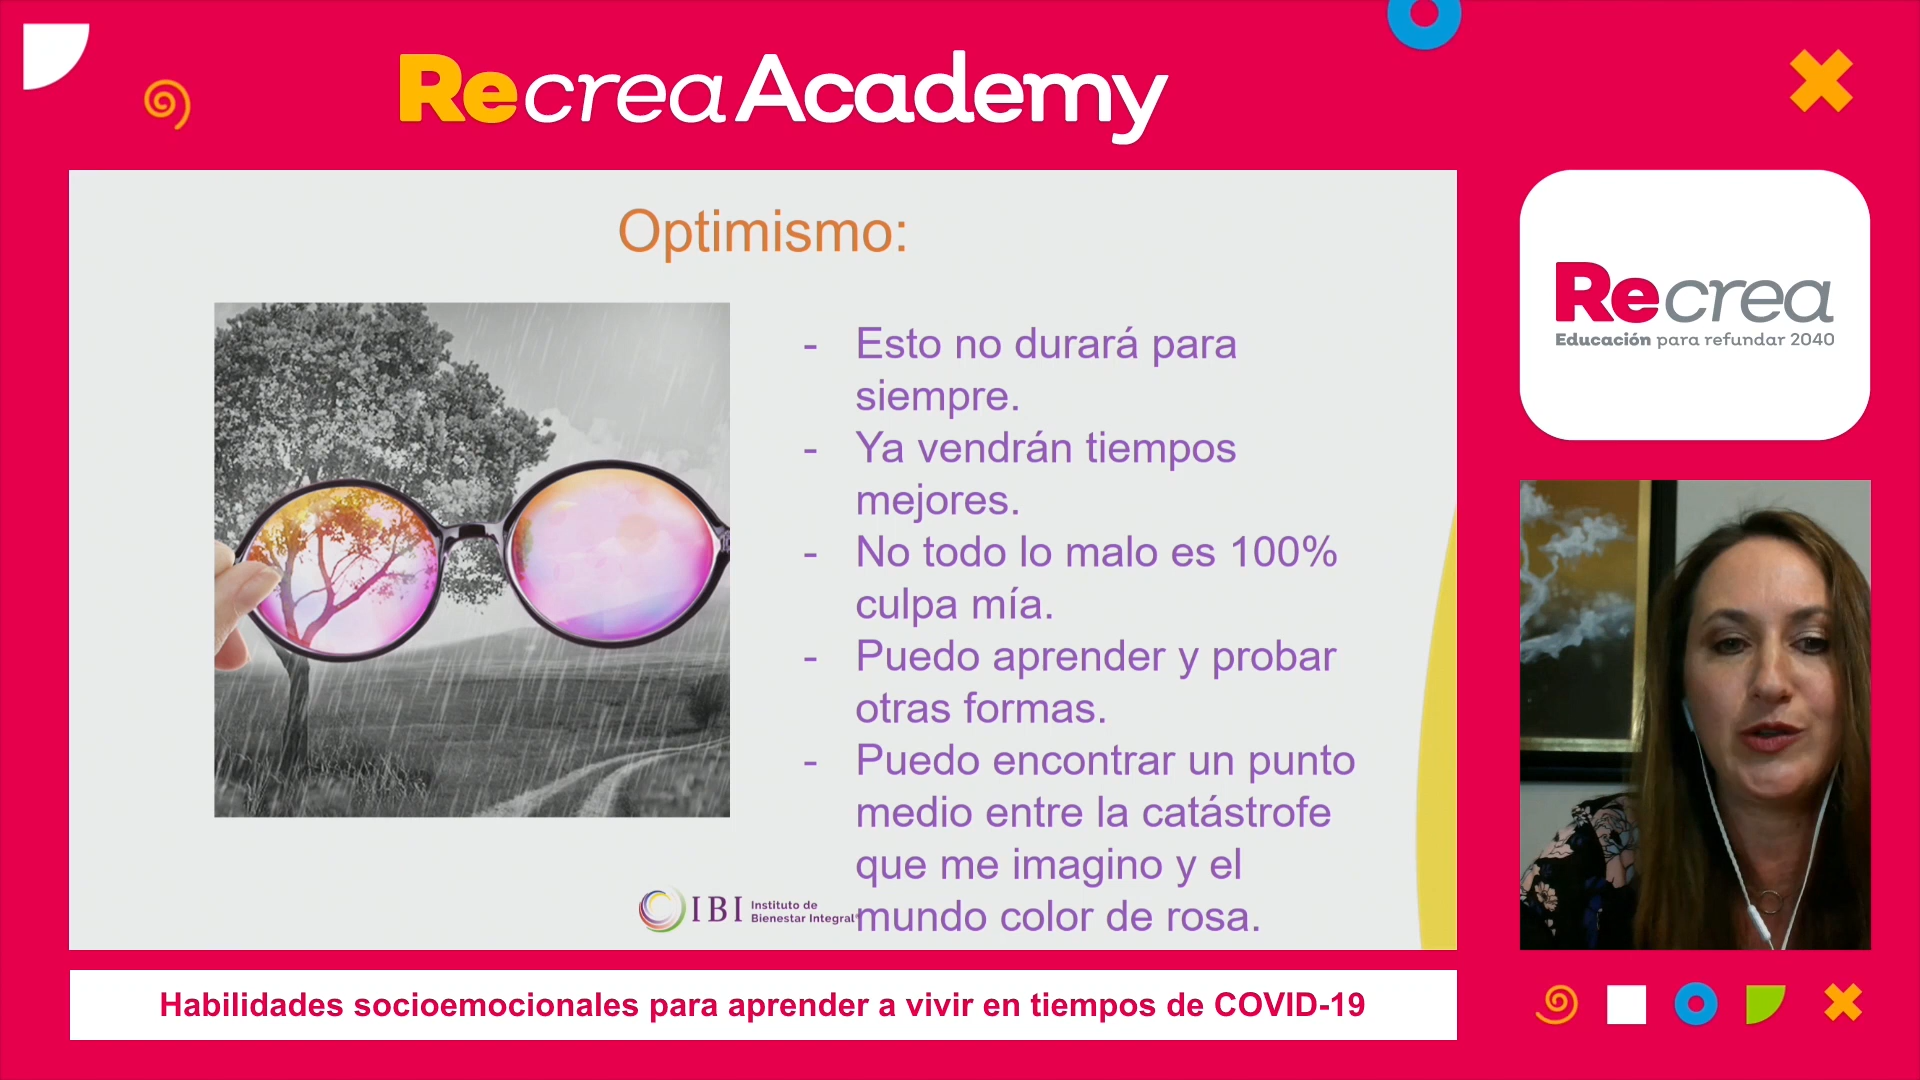 Recrea Academy
Optimismo:
- Esto no durará para
siempre.
- Ya vendrán tiempos
mejores.
- No todo lo malo es 100%
culpa mía.
- Puedo aprender y probar
otras formas.
- Puedo encontrar un punto
medio entre la catástrofe
que me imagino y el
mundo color de rosa.
IBI Instituto de
Bienestar Integral
Recrea
Educación para refundar 2040
Habilidades socioemocionales para aprender a vivir en tiempos de COVID-19